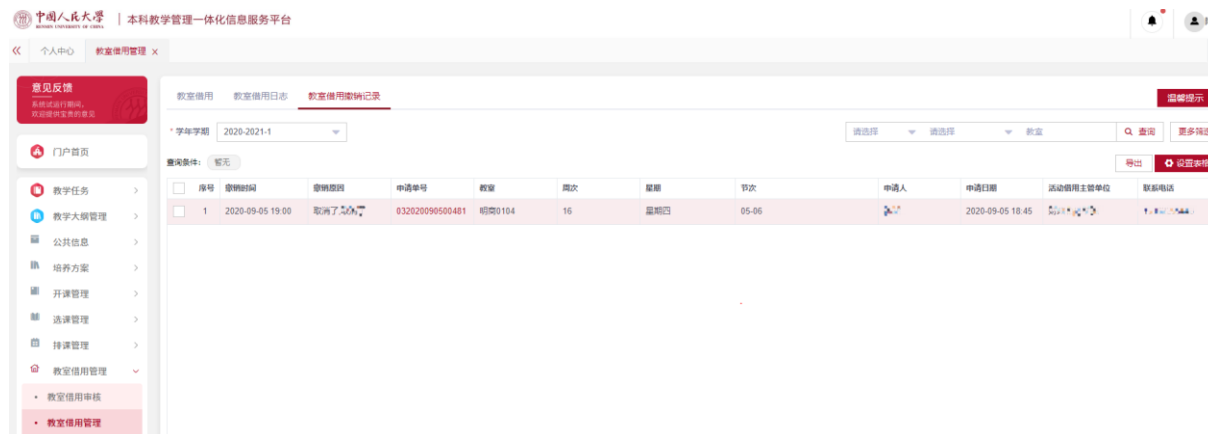 中国人民大学 本科教学管理一体化信息服务平台
RENMIN UNIVERSITY OF CHINA
个人中心 教室借用管理 ×
意见反馈
系统试运行期间,
欢迎提供宝贵的意见
教室借用 教室借用日志 教室借用撤销记录
温馨提示
* 学年学期 2020-2021-1 请选择 请选择 教室 查询 更多筛选
查询条件: 暂无 导出 设置表格
序号 撤销时间 撤销原因 申请单号 教室 周次 星期 节次 申请人 申请日期 活动借用主管单位 联系电话
1 2020-09-05 19:00 取消了 032020090500481 明商0104 16 星期四 05-06 2020-09-05 18:45
门户首页
教学任务
教学大纲管理
公共信息
培养方案
开课管理
选课管理
排课管理
教室借用管理
• 教室借用审核
• 教室借用管理